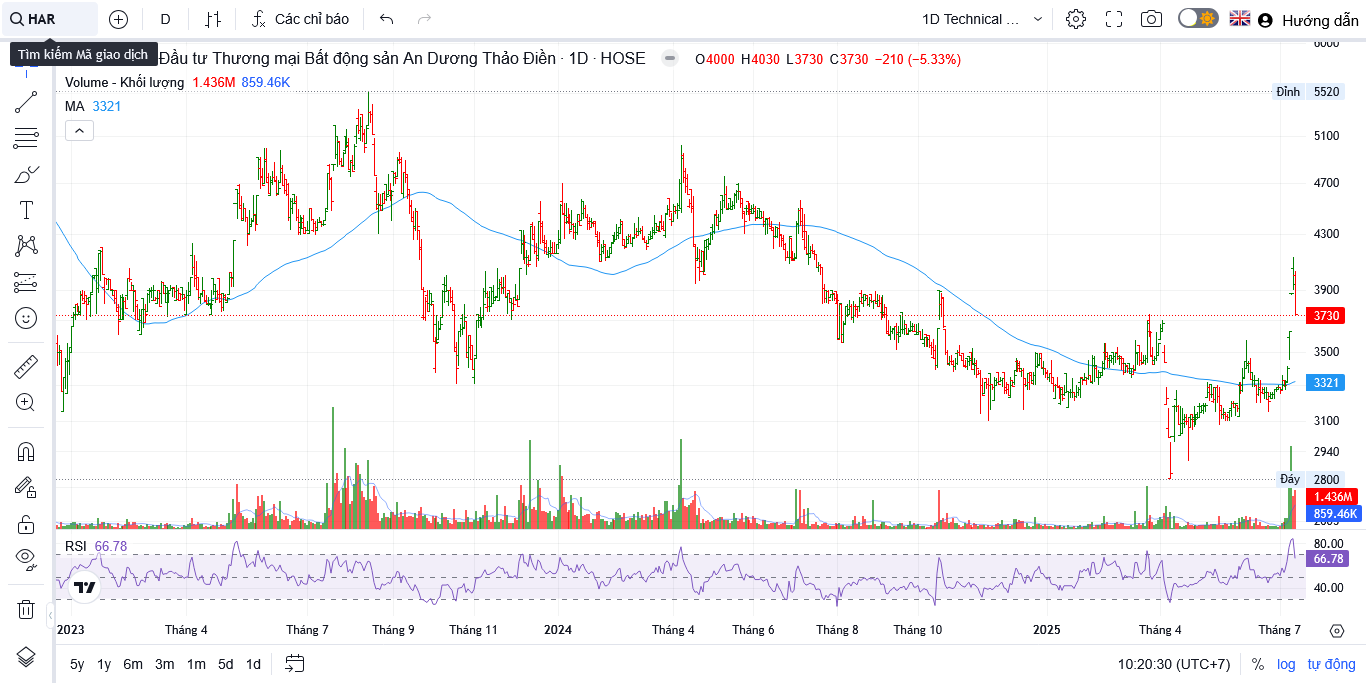 HAR
D
Các chỉ báo
1D Technical ...
Hướng dẫn
Tìm kiếm Mã giao dịch
Đầu tư Thương mại Bất động sản An Dương Thảo Điền · 1D · HOSE
O4000 H4030 L3730 C3730 −210 (−5.33%)
Volume - Khối lượng 1.436M 859.46K
MA 3321
6000
Đỉnh 5520
5100
4700
4300
3900
3730
3500
3321
3100
2940
Đáy 2800
1.436M
859.46K
RSI 66.78
80.00
66.78
40.00
2023 Tháng 4 Tháng 7 Tháng 9 Tháng 11 2024 Tháng 4 Tháng 6 Tháng 8 Tháng 10 2025 Tháng 4 Tháng 7
5y 1y 6m 3m 1m 5d 1d
10:20:30 (UTC+7) % log tự động